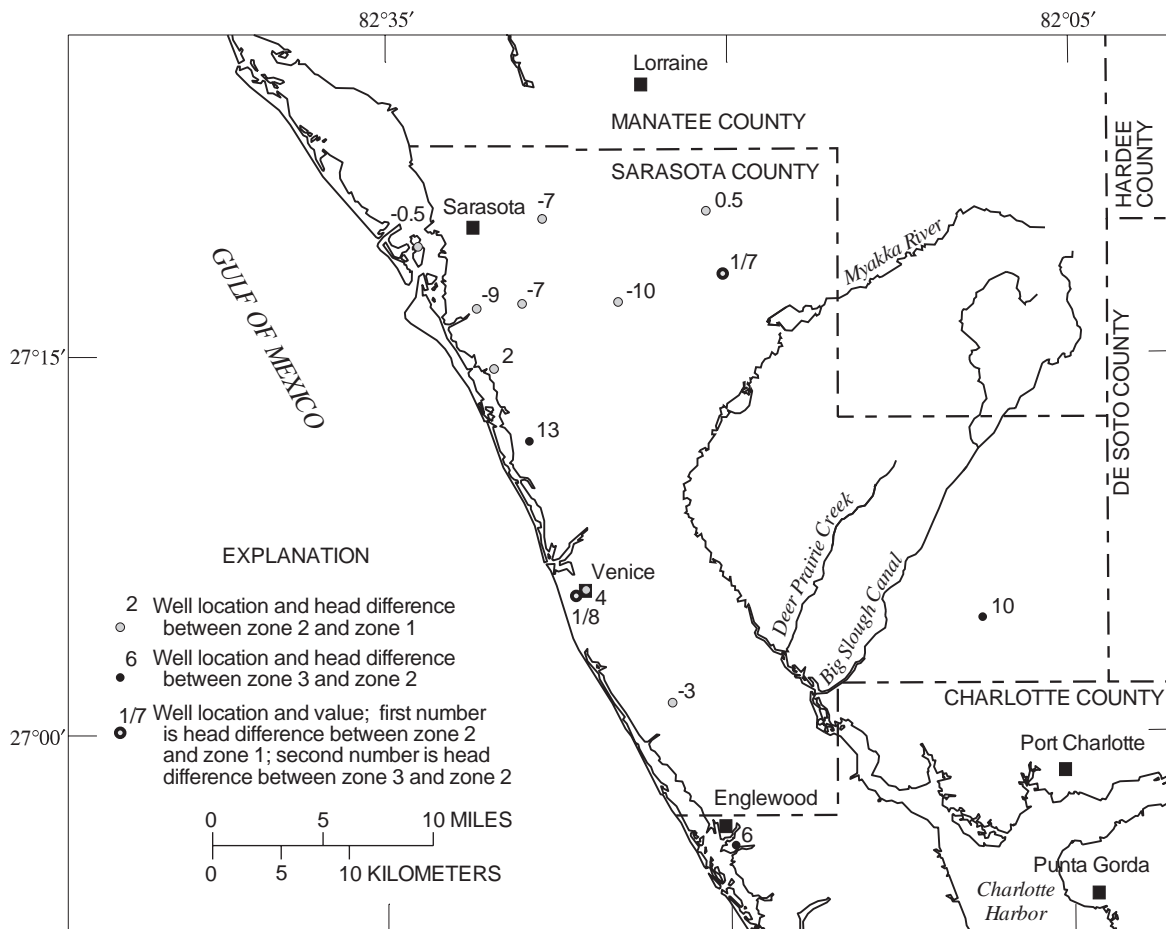 82°35′
82°05′
Lorraine
MANATEE COUNTY
HARDEE
COUNTY
SARASOTA COUNTY
-7
0.5
Sarasota
-0.5
Myakka River
1/7
GULF OF MEXICO
-9
-7
-10
27°15′
2
DE SOTO COUNTY
13
Deer Prairie Creek
Big Slough Canal
Venice
4
1/8
10
-3
CHARLOTTE COUNTY
27°00′
Port Charlotte
Englewood
6
Punta Gorda
Charlotte
Harbor
EXPLANATION
2 Well location and head difference
between zone 2 and zone 1
6 Well location and head difference
between zone 3 and zone 2
1/7 Well location and value; first number
is head difference between zone 2
and zone 1; second number is head
difference between zone 3 and zone 2
0 5 10 MILES
0 5 10 KILOMETERS